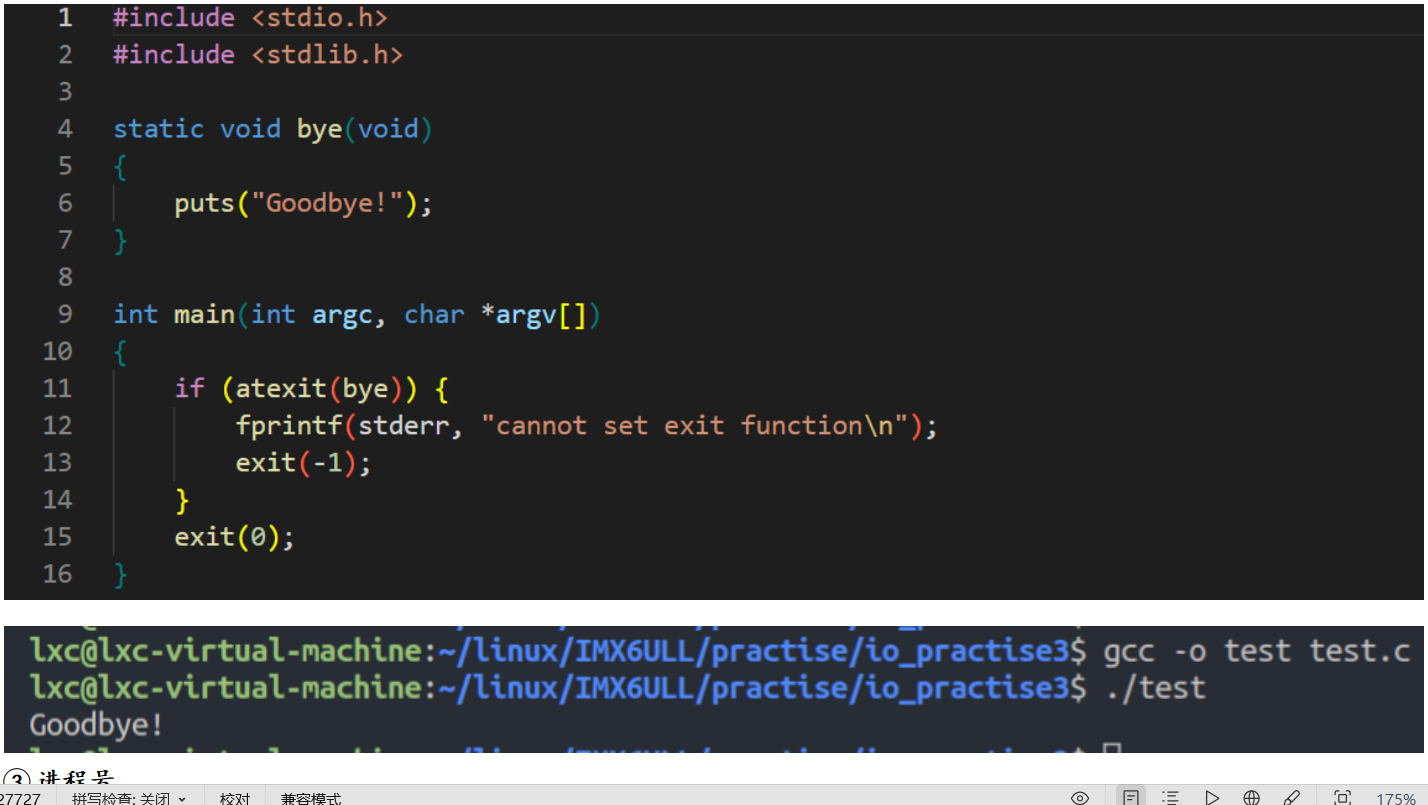 1 #include <stdio.h>
2 #include <stdlib.h>
3
4 static void bye(void)
5 {
6     puts("Goodbye!");
7 }
8
9 int main(int argc, char *argv[])
10 {
11     if (atexit(bye)) {
12         fprintf(stderr, "cannot set exit function\n");
13         exit(-1);
14     }
15     exit(0);
16 }
lxc@lxc-virtual-machine:~/linux/IMX6ULL/practise/io_practise3$ gcc -o test test.c
lxc@lxc-virtual-machine:~/linux/IMX6ULL/practise/io_practise3$ ./test
Goodbye!
③ 进程号
27727 拼写检查: 关闭 校对 兼容模式 175%